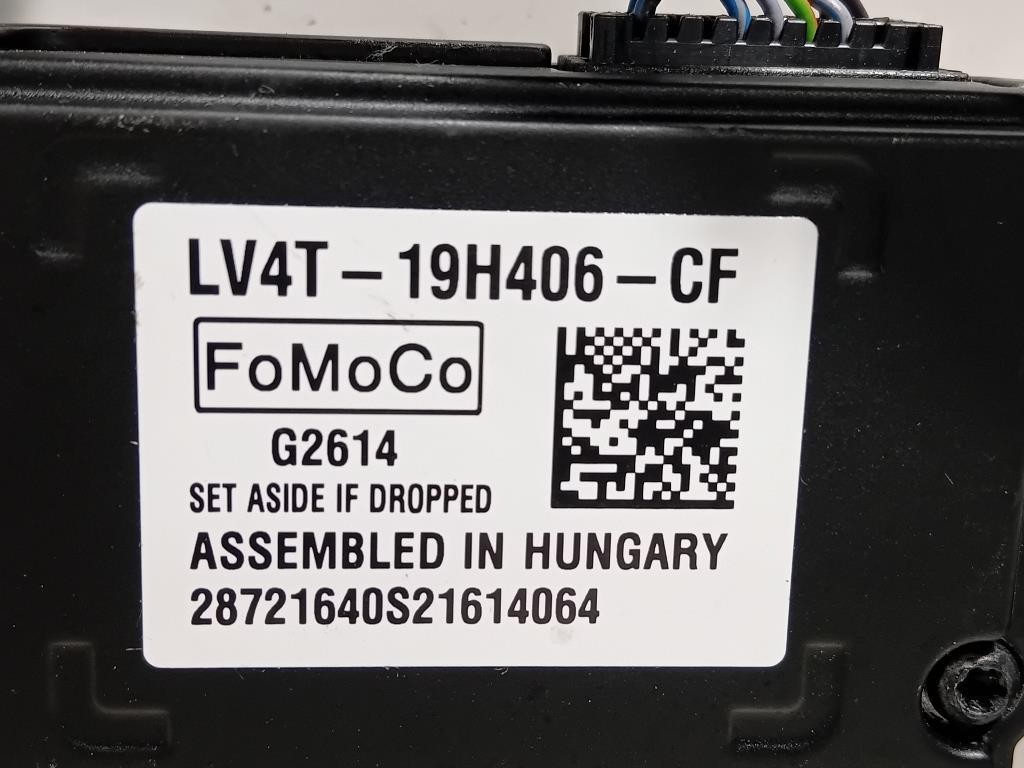 LV4T-19H406-CF
FoMoCo
G2614
SET ASIDE IF DROPPED
ASSEMBLED IN HUNGARY
28721640S21614064